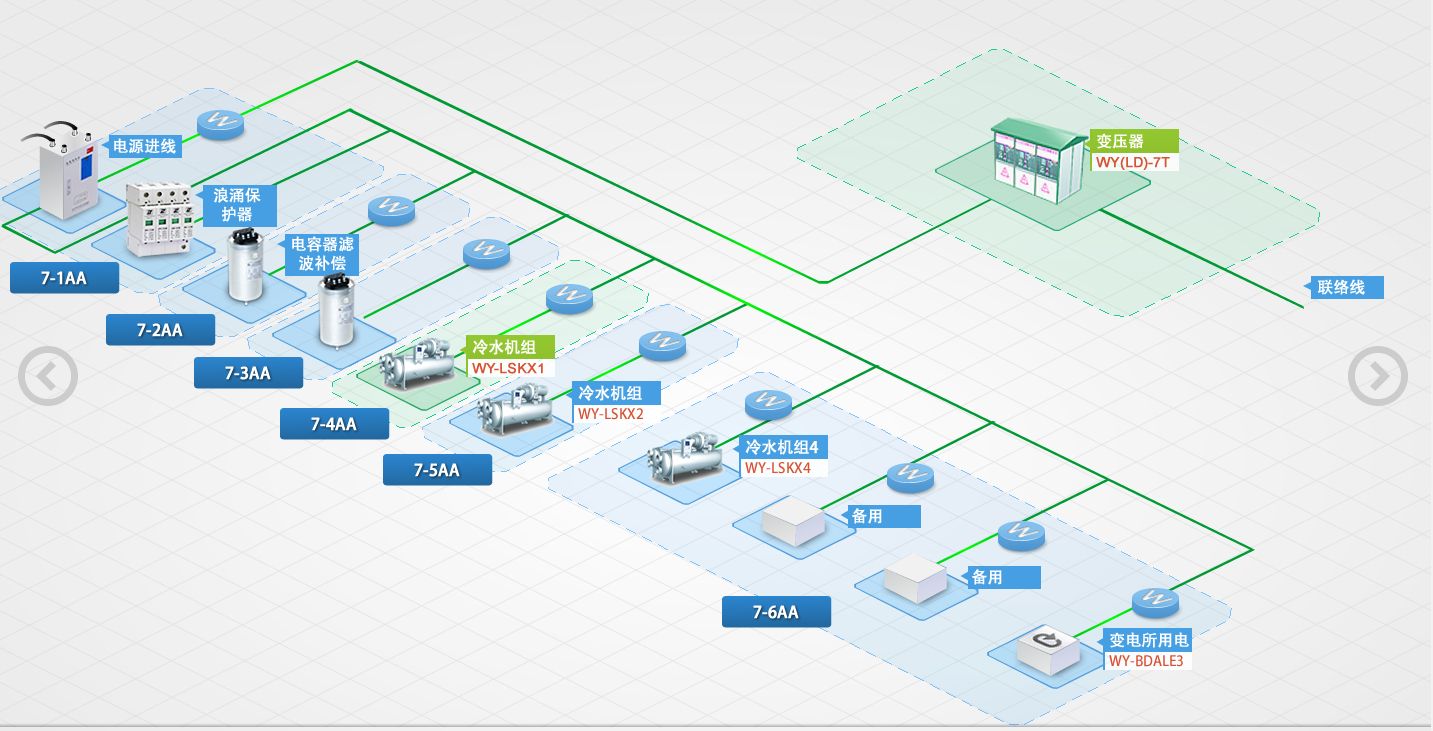 W
电源进线
变压器
WY(LD)-7T
浪涌保
护器
W
电容器滤
波补偿
W
7-1AA
联络线
W
7-2AA
冷水机组
WY-LSKX1
W
7-3AA
冷水机组
WY-LSKX2
W
7-4AA
冷水机组4
WY-LSKX4
7-5AA
W
备用
W
备用
7-6AA
W
变电所用电
WY-BDALE3